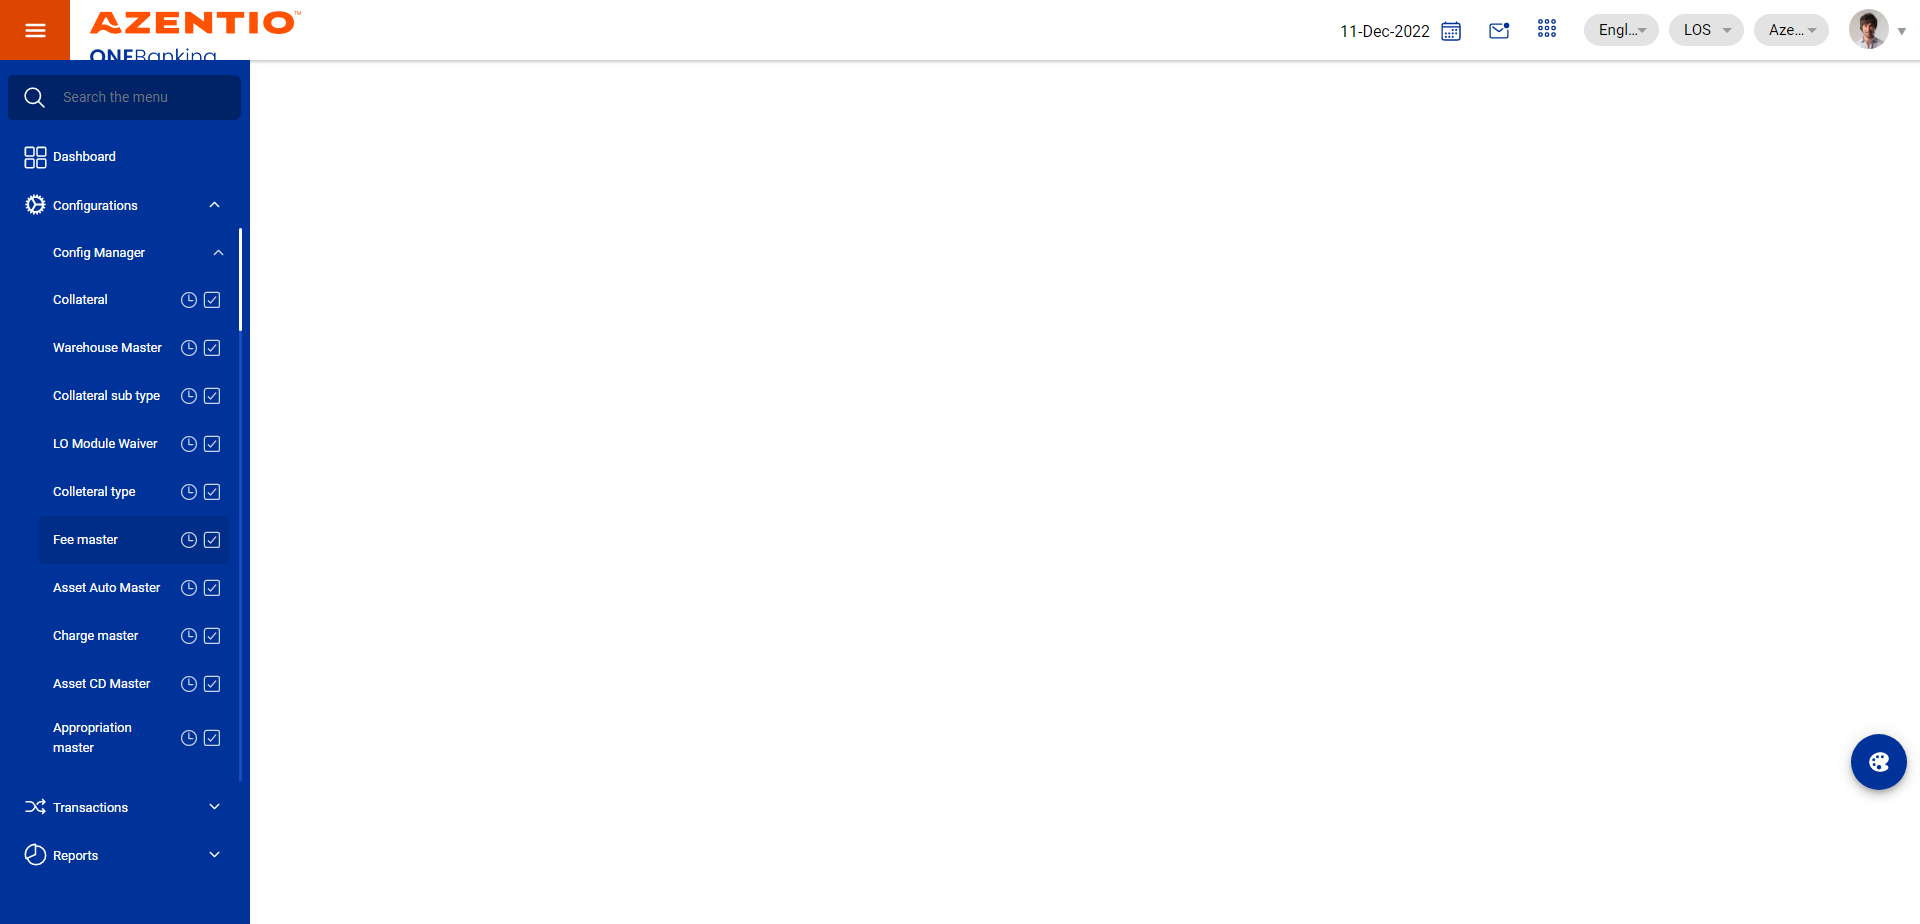 AZENTIO™
ONEBanking
11-Dec-2022
Engl...
LOS
Aze...
Search the menu
Dashboard
Configurations
Config Manager
Collateral
Warehouse Master
Collateral sub type
LO Module Waiver
Colleteral type
Fee master
Asset Auto Master
Charge master
Asset CD Master
Appropriation
master
Transactions
Reports